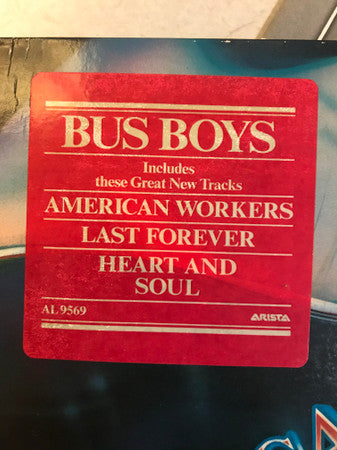 BUS BOYS
Includes
these Great New Tracks
AMERICAN WORKERS
LAST FOREVER
HEART AND
SOUL
AL 9569 ARISTA